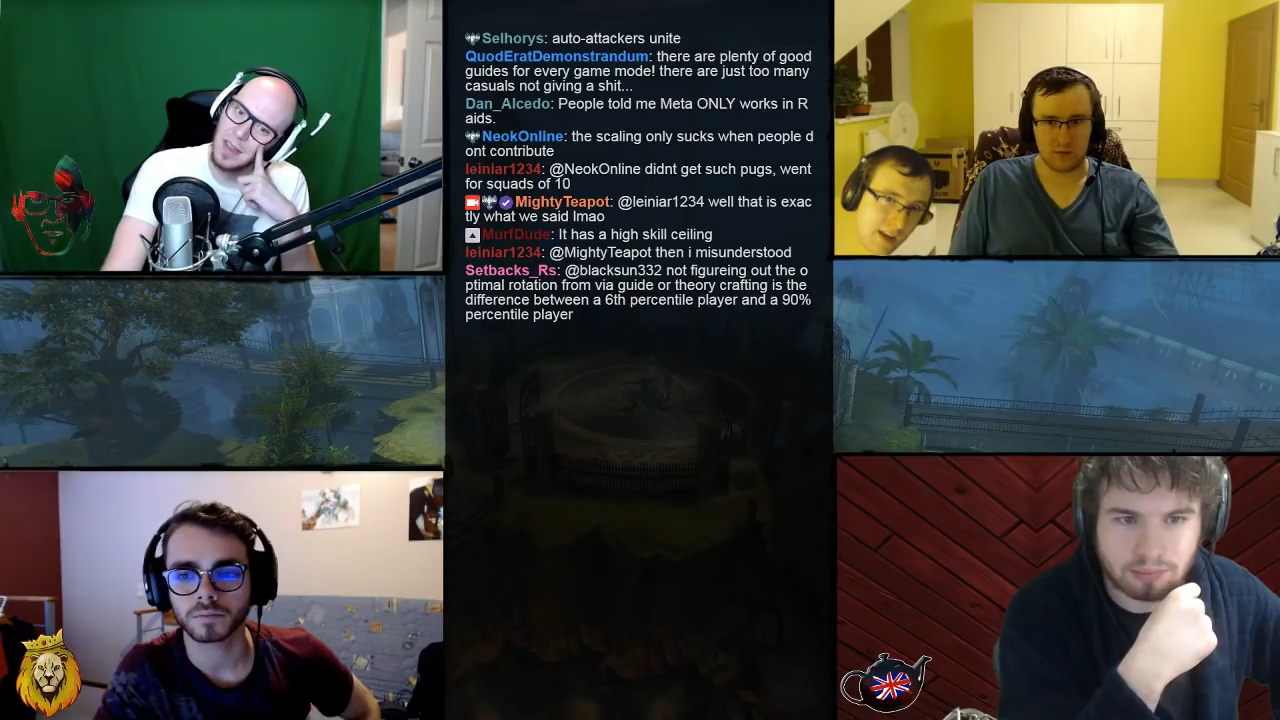 Selhorys: auto-attackers unite
QuodEratDemonstrandum: there are plenty of good
guides for every game mode! there are just too many
casuals not giving a shit...
Dan_Alcedo: People told me Meta ONLY works in R
aids.
NeokOnline: the scaling only sucks when people d
ont contribute
leiniar1234: @NeokOnline didnt get such pugs, went
for squads of 10
MightyTeapot: @leiniar1234 well that is exac
tly what we said lmao
MurfDude: It has a high skill ceiling
leiniar1234: @MightyTeapot then i misunderstood
Setbacks_Rs: @blacksun332 not figureing out the o
ptimal rotation from via guide or theory crafting is the
difference between a 6th percentile player and a 90%
percentile player